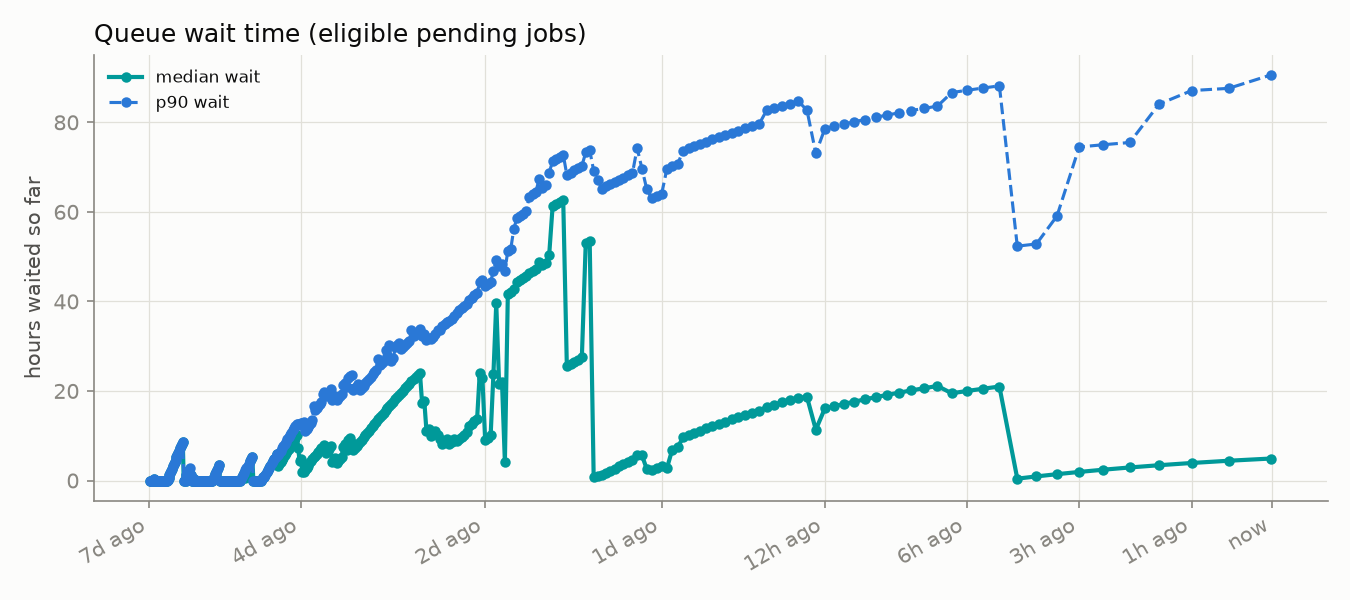 Queue wait time (eligible pending jobs)
median wait
p90 wait
hours waited so far
80
60
40
20
0
7d ago
4d ago
2d ago
1d ago
12h ago
6h ago
3h ago
1h ago
now